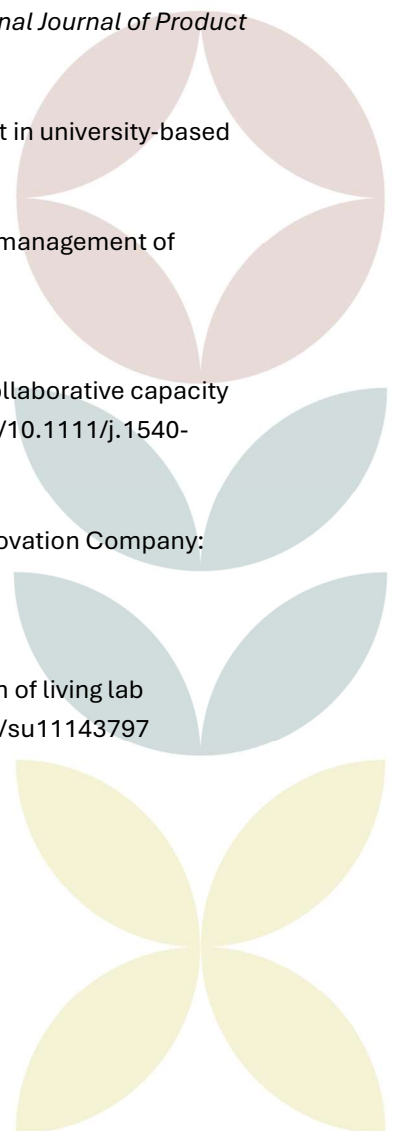 nal Journal of Product
t in university-based
management of
ollaborative capacity
/10.1111/j.1540-
ovation Company:
n of living lab
/su11143797